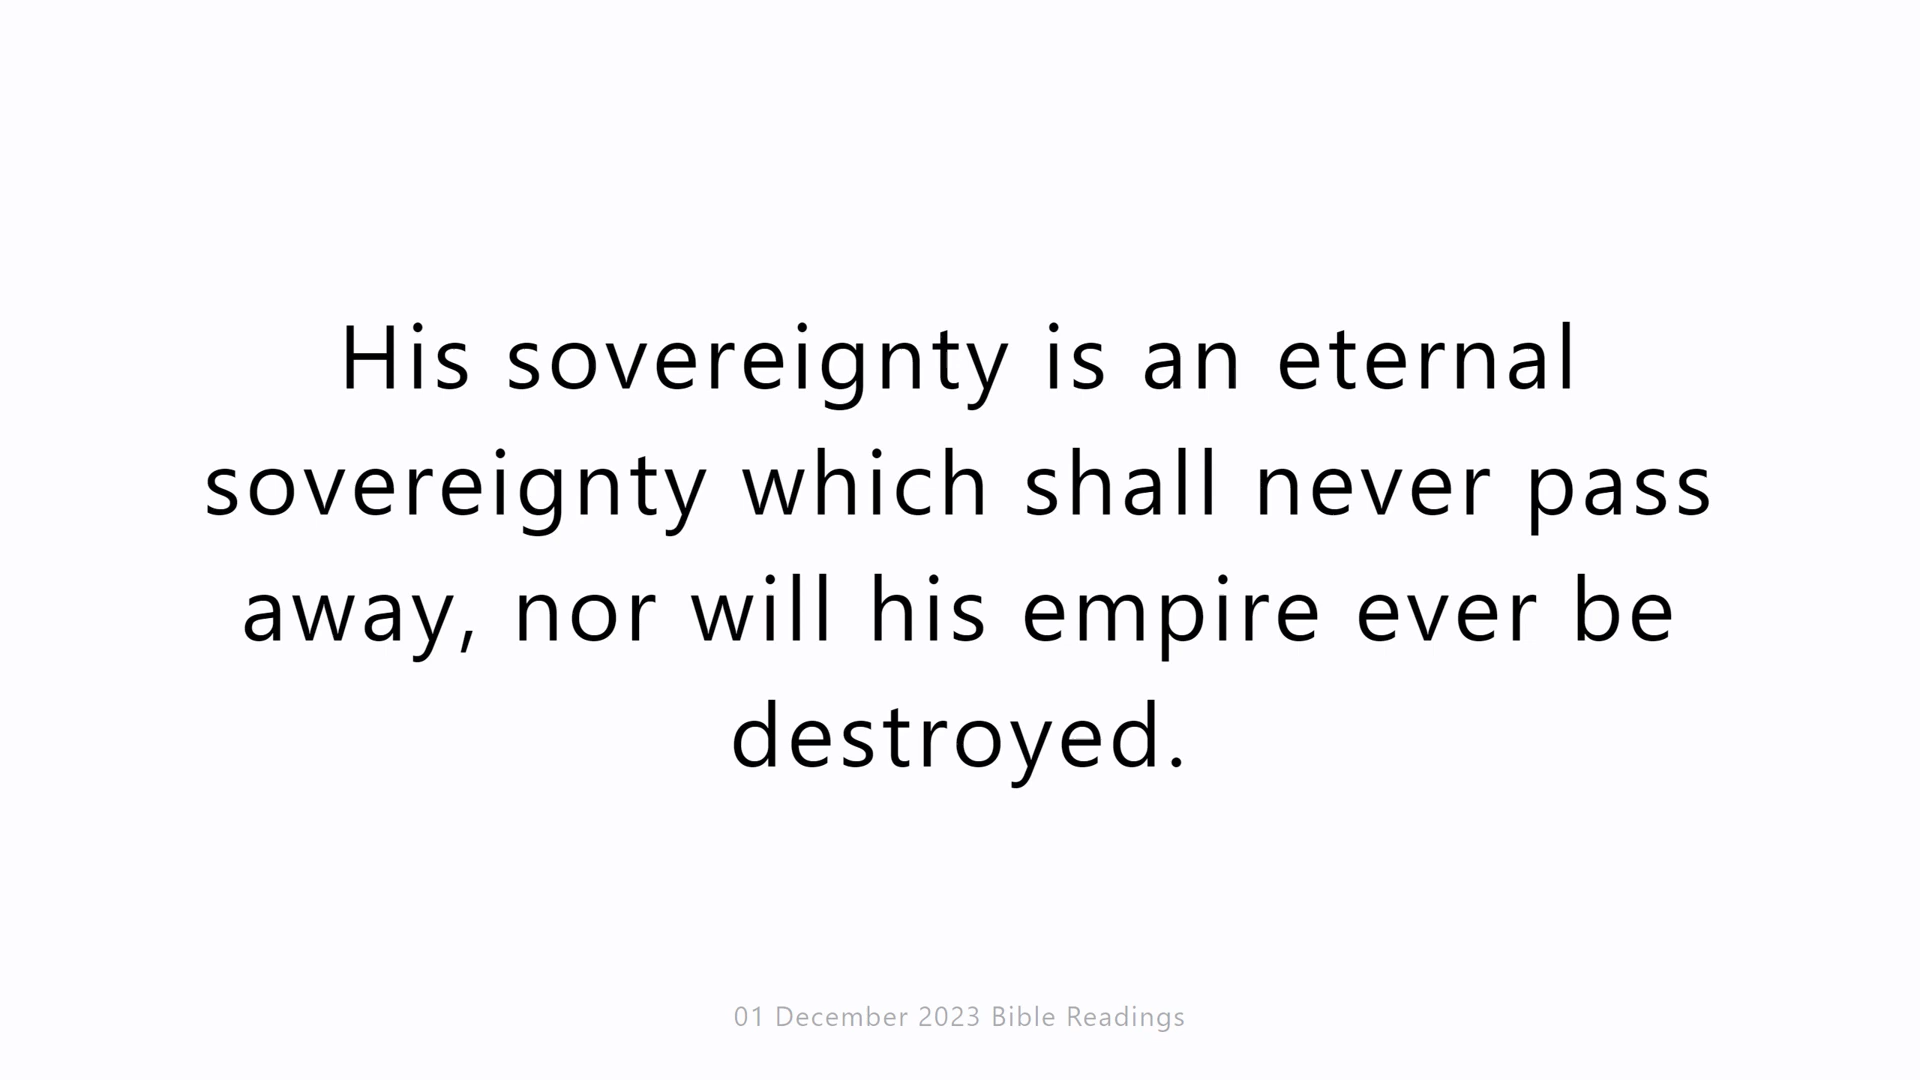 His sovereignty is an eternal
sovereignty which shall never pass
away, nor will his empire ever be
destroyed.
01 December 2023 Bible Readings